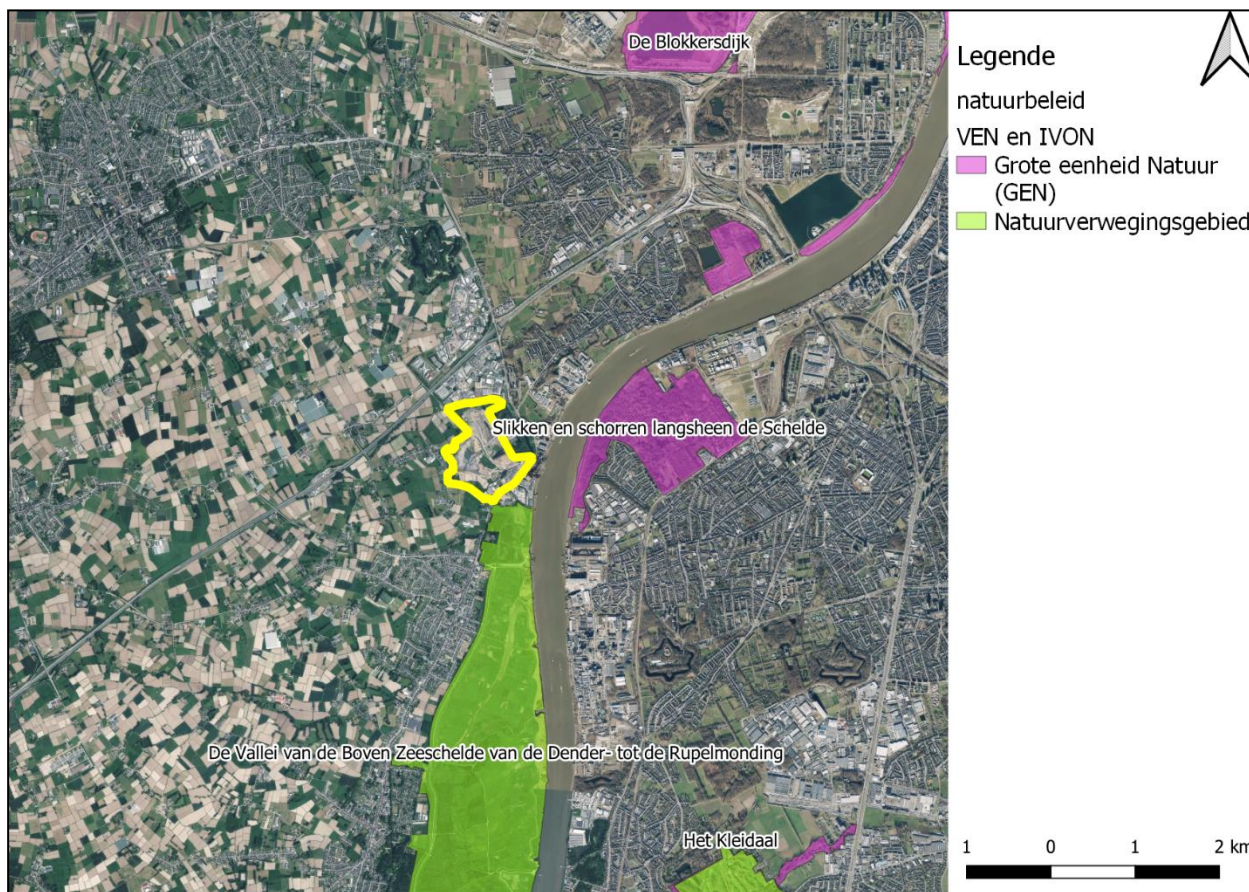 De Blokkersdijk
Slikken en schorren langsheen de Schelde
De Vallei van de Boven Zeeschelde van de Dender- tot de Rupelmonding
Het Kleidaal
Legende
natuurbeleid
VEN en IVON
Grote eenheid Natuur
(GEN)
Natuurverwegingsgebied
1 0 1 2 km